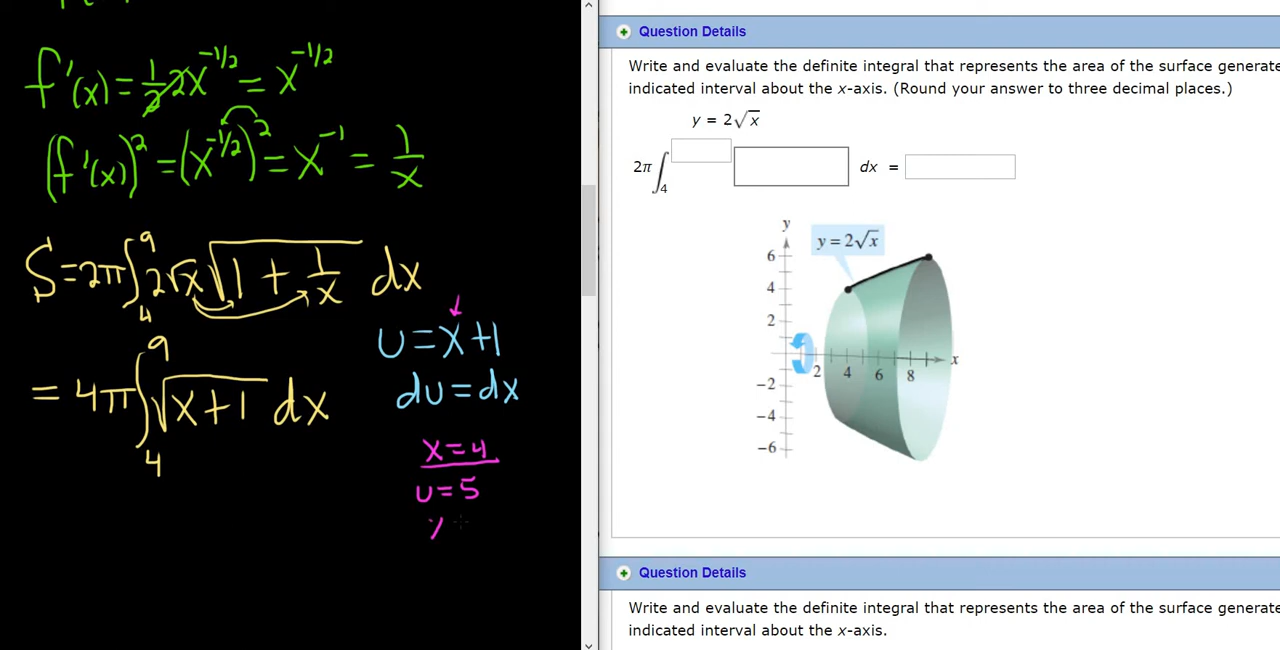 f'(x) = 1/2 2x^{-1/2} = x^{-1/2}
(f'(x))^2 = (x^{-1/2})^2 = x^{-1} = 1/x
S = 2π ∫_4^9 2√x √(1 + 1/x) dx
= 4π ∫_4^9 √(x+1) dx
u = x+1
du = dx
x = 4
u = 5
Question Details
Write and evaluate the definite integral that represents the area of the surface generate
indicated interval about the x-axis. (Round your answer to three decimal places.)
y = 2√x
2π ∫_4 dx =
y
y = 2√x
6
4
2
2 4 6 8 x
-2
-4
-6
Question Details
Write and evaluate the definite integral that represents the area of the surface generate
indicated interval about the x-axis.